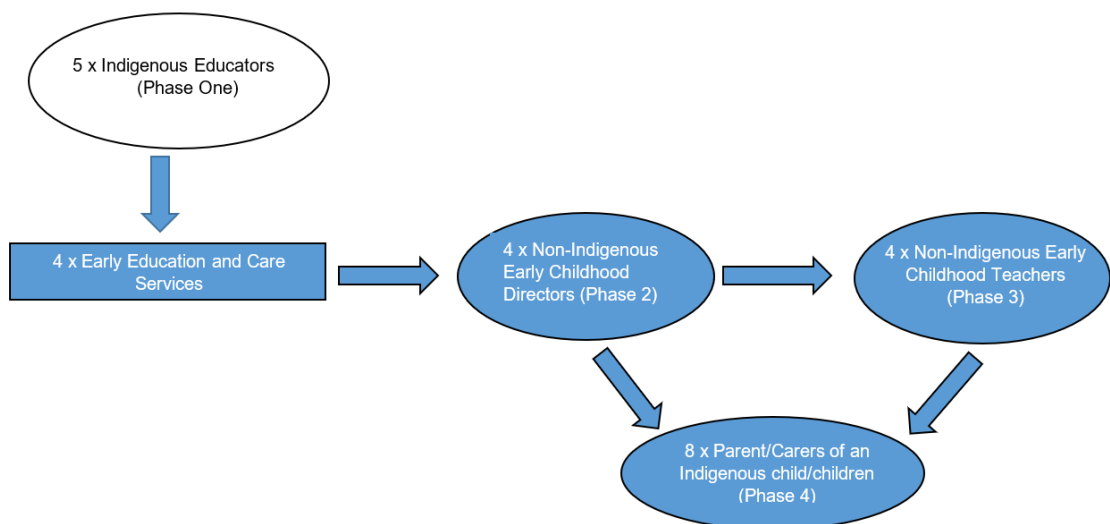 5 x Indigenous Educators
(Phase One)
4 x Early Education and Care
Services
4 x Non-Indigenous
Early Childhood
Directors (Phase 2)
4 x Non-Indigenous Early
Childhood Teachers
(Phase 3)
8 x Parent/Carers of an
Indigenous child/children
(Phase 4)